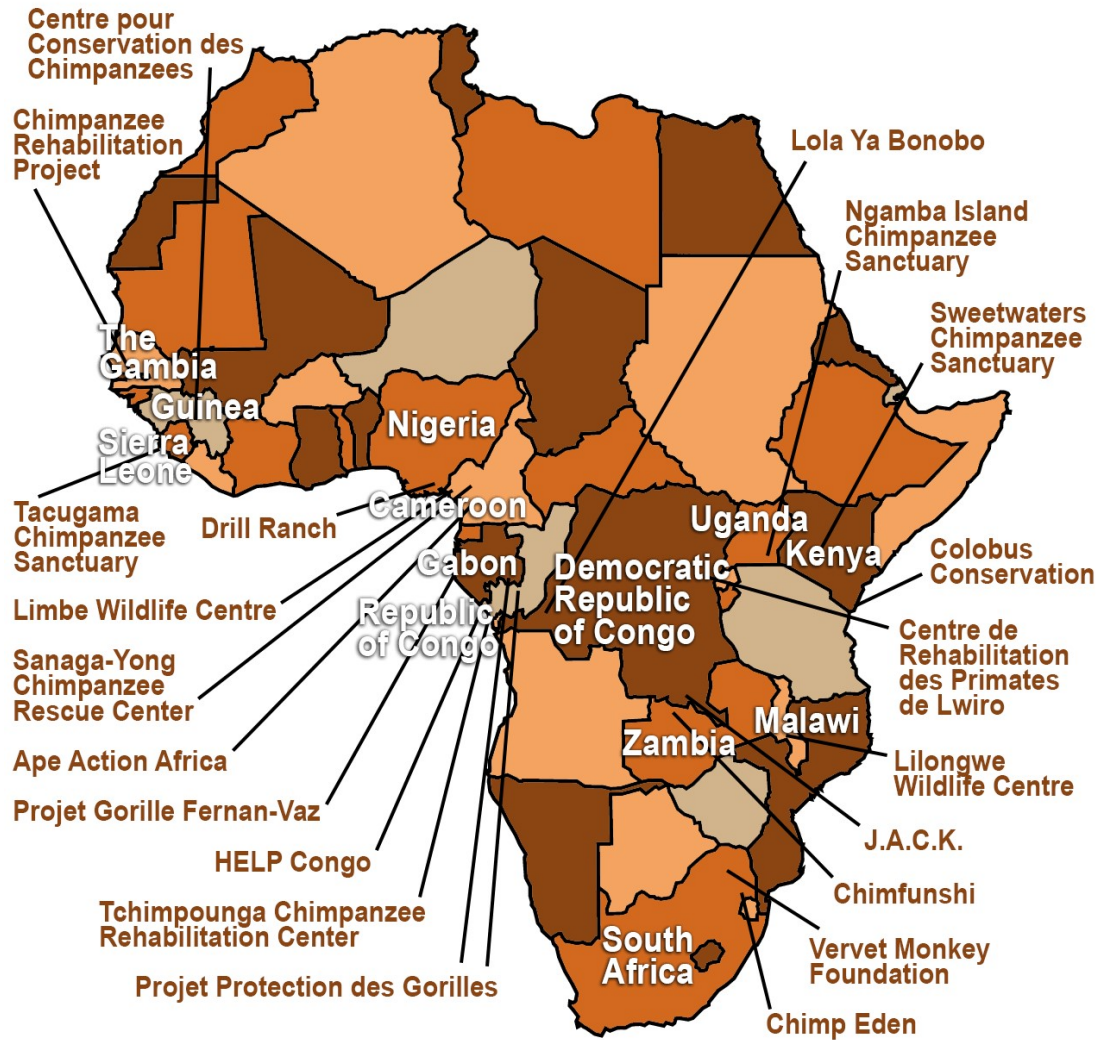 Centre pour
Conservation des
Chimpanzees
Chimpanzee
Rehabilitation
Project
Lola Ya Bonobo
Ngamba Island
Chimpanzee
Sanctuary
Sweetwaters
Chimpanzee
Sanctuary
The
Gambia
Guinea
Sierra
Leone
Nigeria
Cameroon
Uganda
Kenya
Gabon
Democratic
Republic
of Congo
Republic
of Congo
Tacugama
Chimpanzee
Sanctuary
Drill Ranch
Colobus
Conservation
Limbe Wildlife Centre
Centre de
Rehabilitation
des Primates
de Lwiro
Sanaga-Yong
Chimpanzee
Rescue Center
Malawi
Zambia
Ape Action Africa
Lilongwe
Wildlife Centre
Projet Gorille Fernan-Vaz
J.A.C.K.
HELP Congo
Chimfunshi
Tchimpounga Chimpanzee
Rehabilitation Center
South
Africa
Vervet Monkey
Foundation
Projet Protection des Gorilles
Chimp Eden